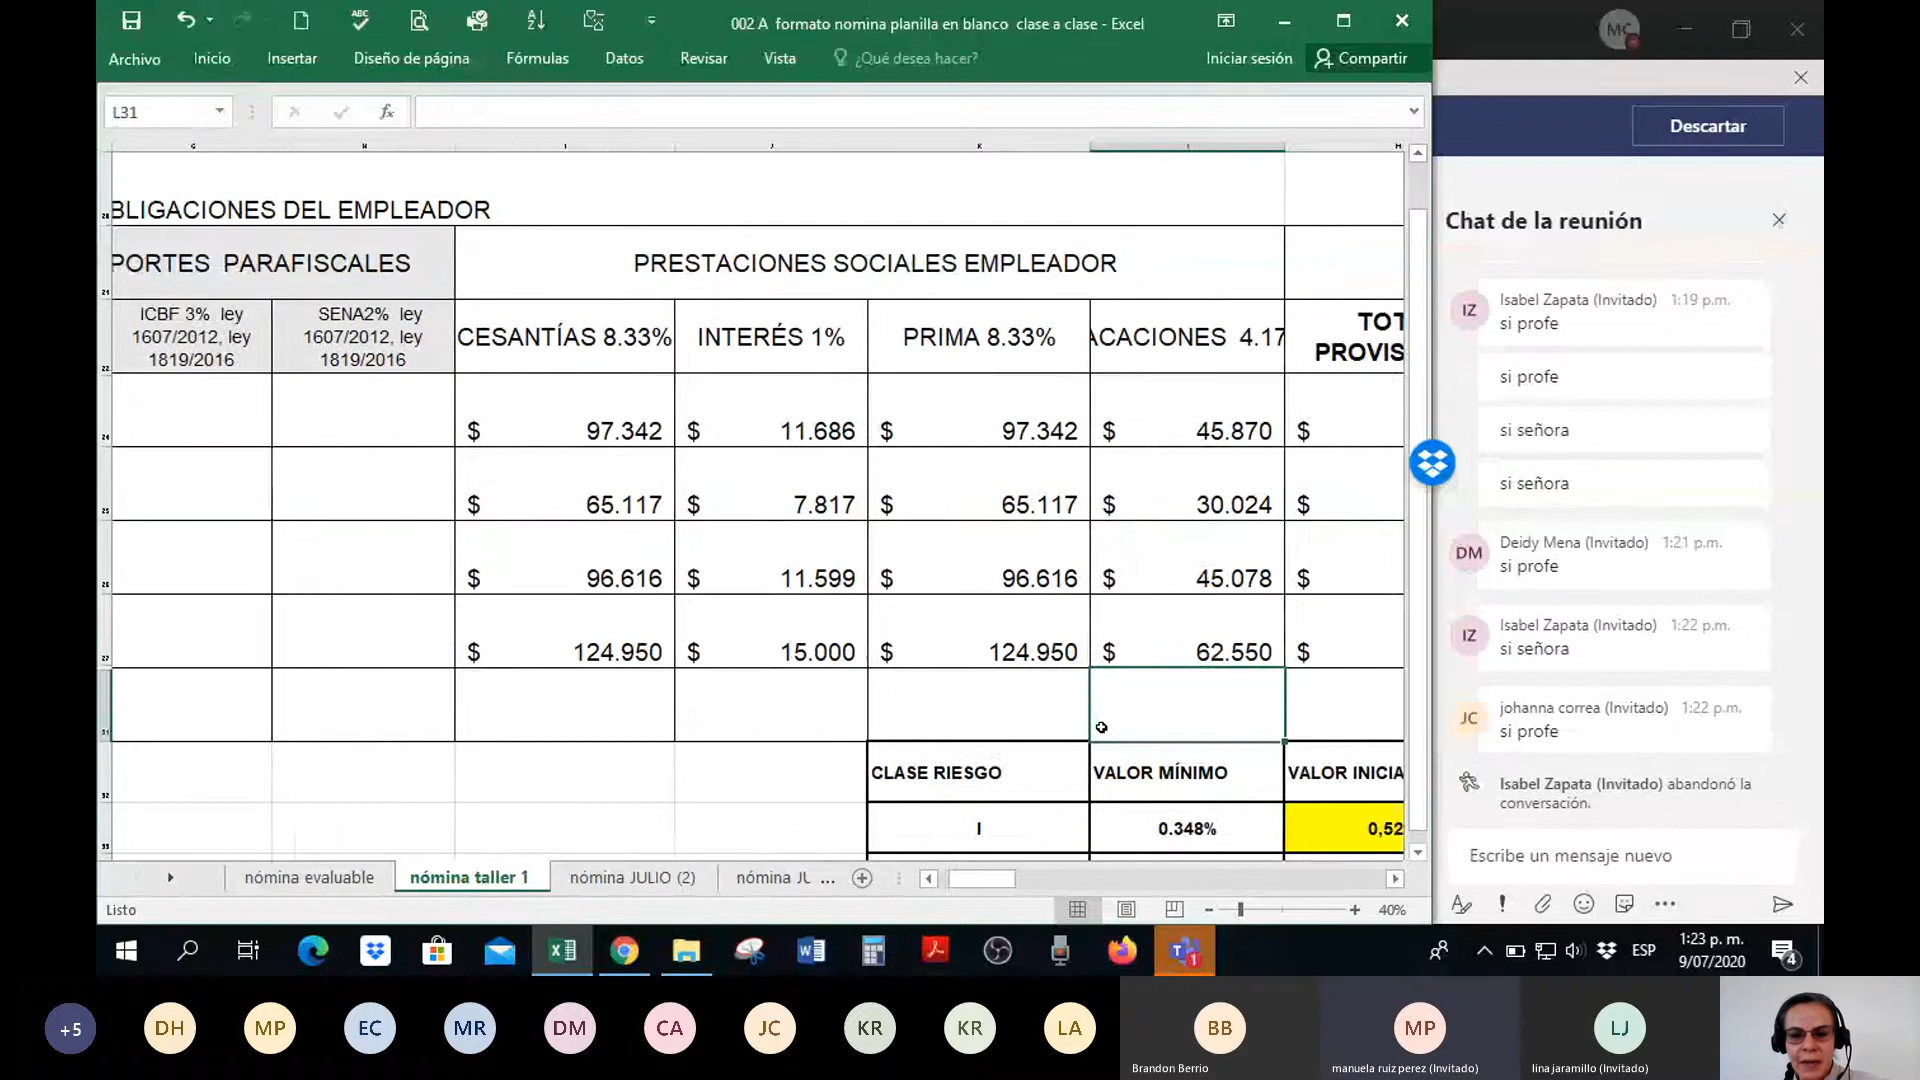 002 A formato nomina planilla en blanco clase a clase - Excel
Archivo Inicio Insertar Diseño de página Fórmulas Datos Revisar Vista ¿Qué desea hacer? Iniciar sesión Compartir
L31 fx
BLIGACIONES DEL EMPLEADOR
PORTES PARAFISCALES PRESTACIONES SOCIALES EMPLEADOR
ICBF 3% ley 1607/2012, ley 1819/2016
SENA2% ley 1607/2012, ley 1819/2016
CESANTÍAS 8.33% INTERÉS 1% PRIMA 8.33% ACACIONES 4.17 TOT PROVIS
$ 97.342 $ 11.686 $ 97.342 $ 45.870 $
$ 65.117 $ 7.817 $ 65.117 $ 30.024 $
$ 96.616 $ 11.599 $ 96.616 $ 45.078 $
$ 124.950 $ 15.000 $ 124.950 $ 62.550 $
CLASE RIESGO VALOR MÍNIMO VALOR INICIA
I 0.348% 0,52
nómina evaluable nómina taller 1 nómina JULIO (2) nómina JU ...
Listo 40%
MC
Descartar
Chat de la reunión
IZ Isabel Zapata (Invitado) 1:19 p.m.
si profe
si profe
si señora
si señora
DM Deidy Mena (Invitado) 1:21 p.m.
si profe
IZ Isabel Zapata (Invitado) 1:22 p.m.
si señora
JC johanna correa (Invitado) 1:22 p.m.
si profe
Isabel Zapata (Invitado) abandonó la
conversación.
Escribe un mensaje nuevo
ESP 1:23 p. m.
9/07/2020 4
+5 DH MP EC MR DM CA JC KR KR LA BB MP LJ
Brandon Berrio manuela ruiz perez (Invitado) lina jaramillo (Invitado)